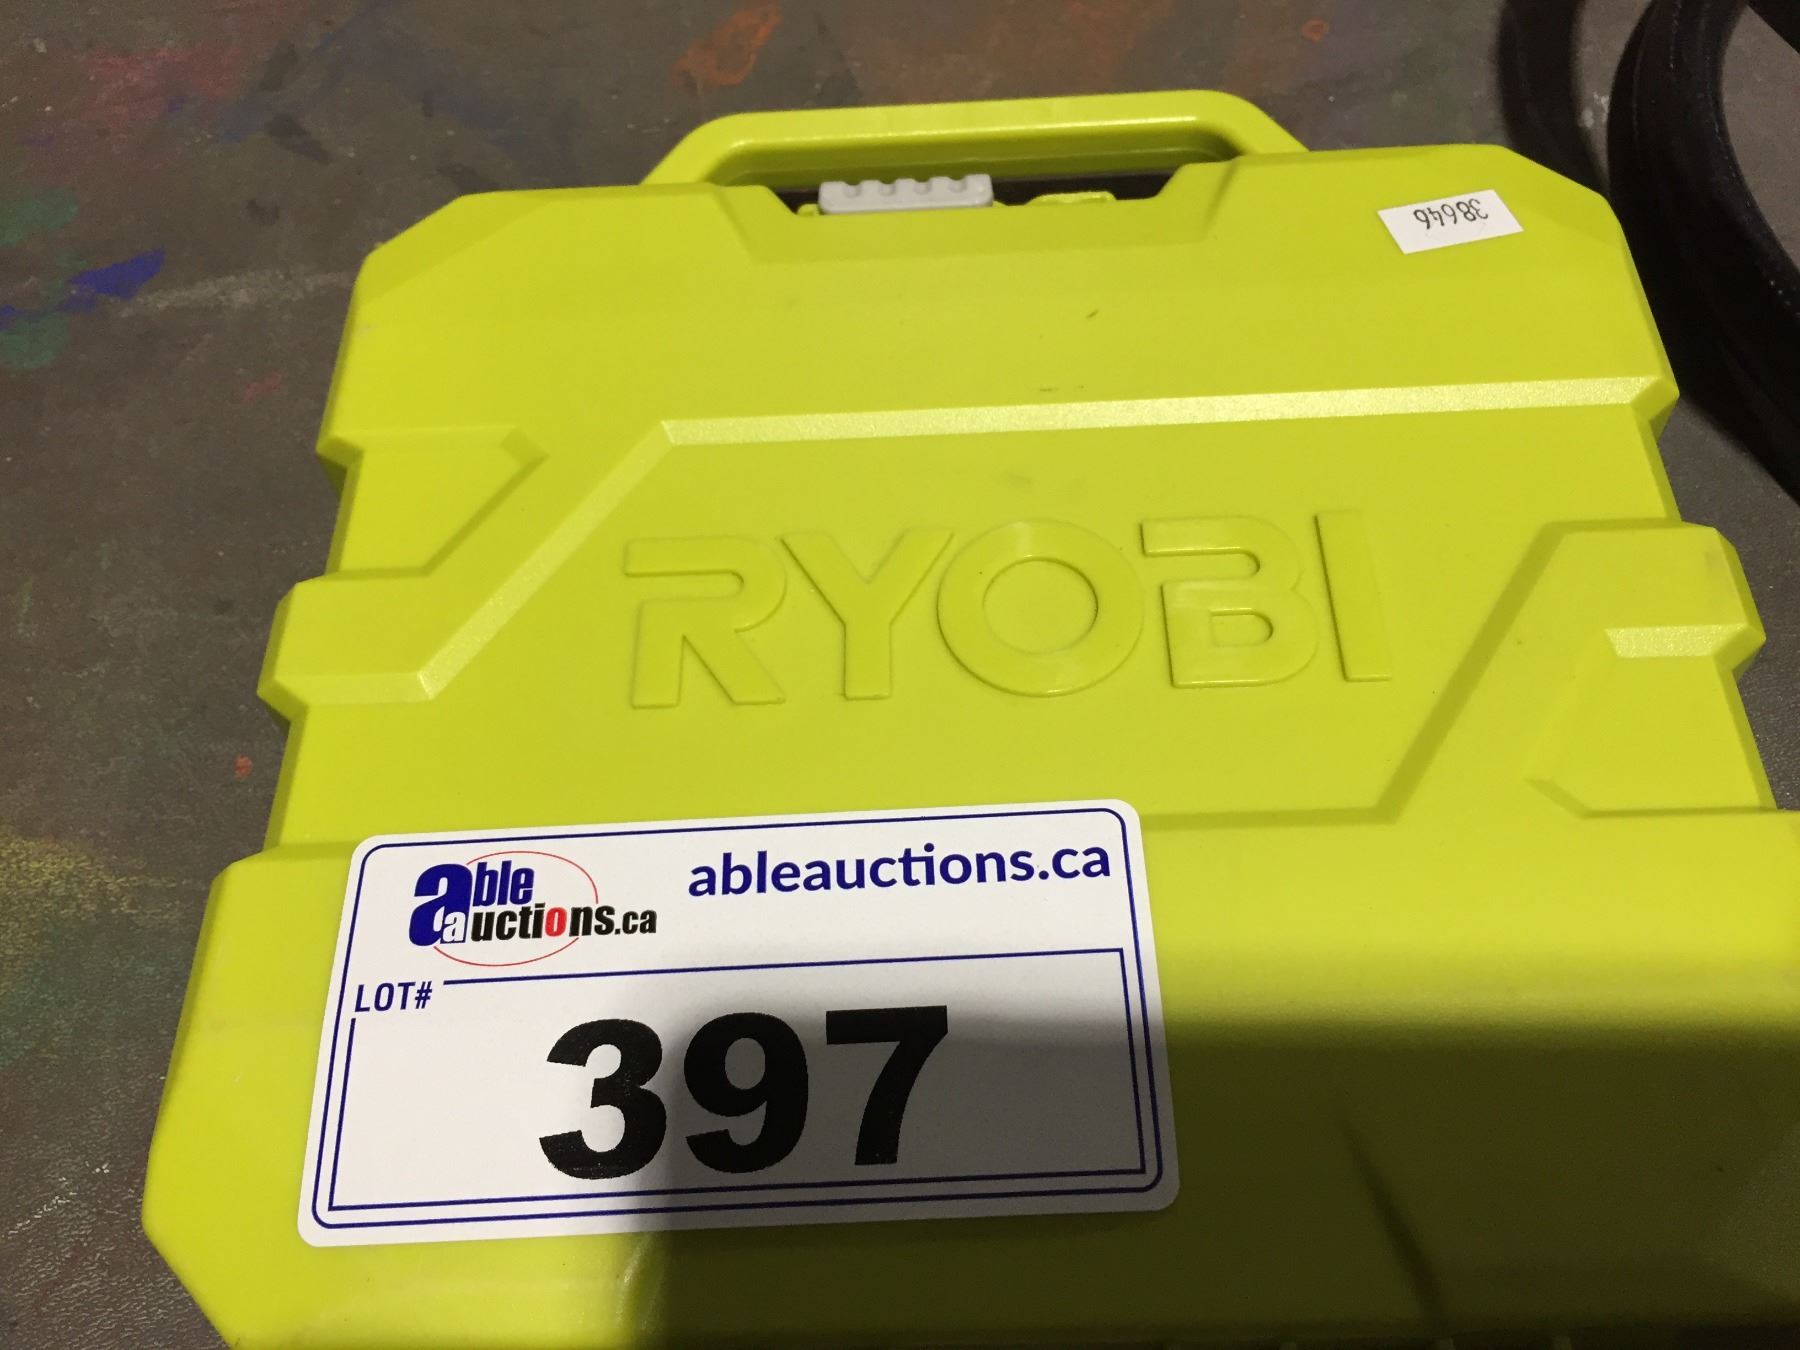 38646
RYOBI
able auctions.ca
ableauctions.ca
LOT#
397